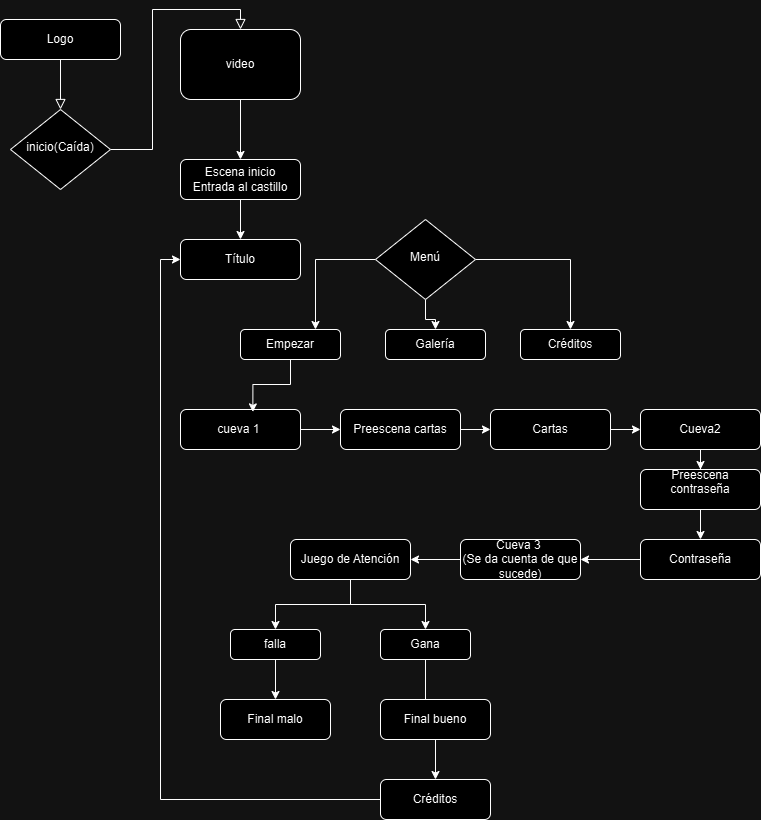 Logo
video
inicio(Caída)
Escena inicio
Entrada al castillo
Título
Menú
Empezar
Galería
Créditos
cueva 1
Preescena cartas
Cartas
Cueva2
Preescena
contraseña
Juego de Atención
Cueva 3
(Se da cuenta de que
sucede)
Contraseña
falla
Gana
Final malo
Final bueno
Créditos